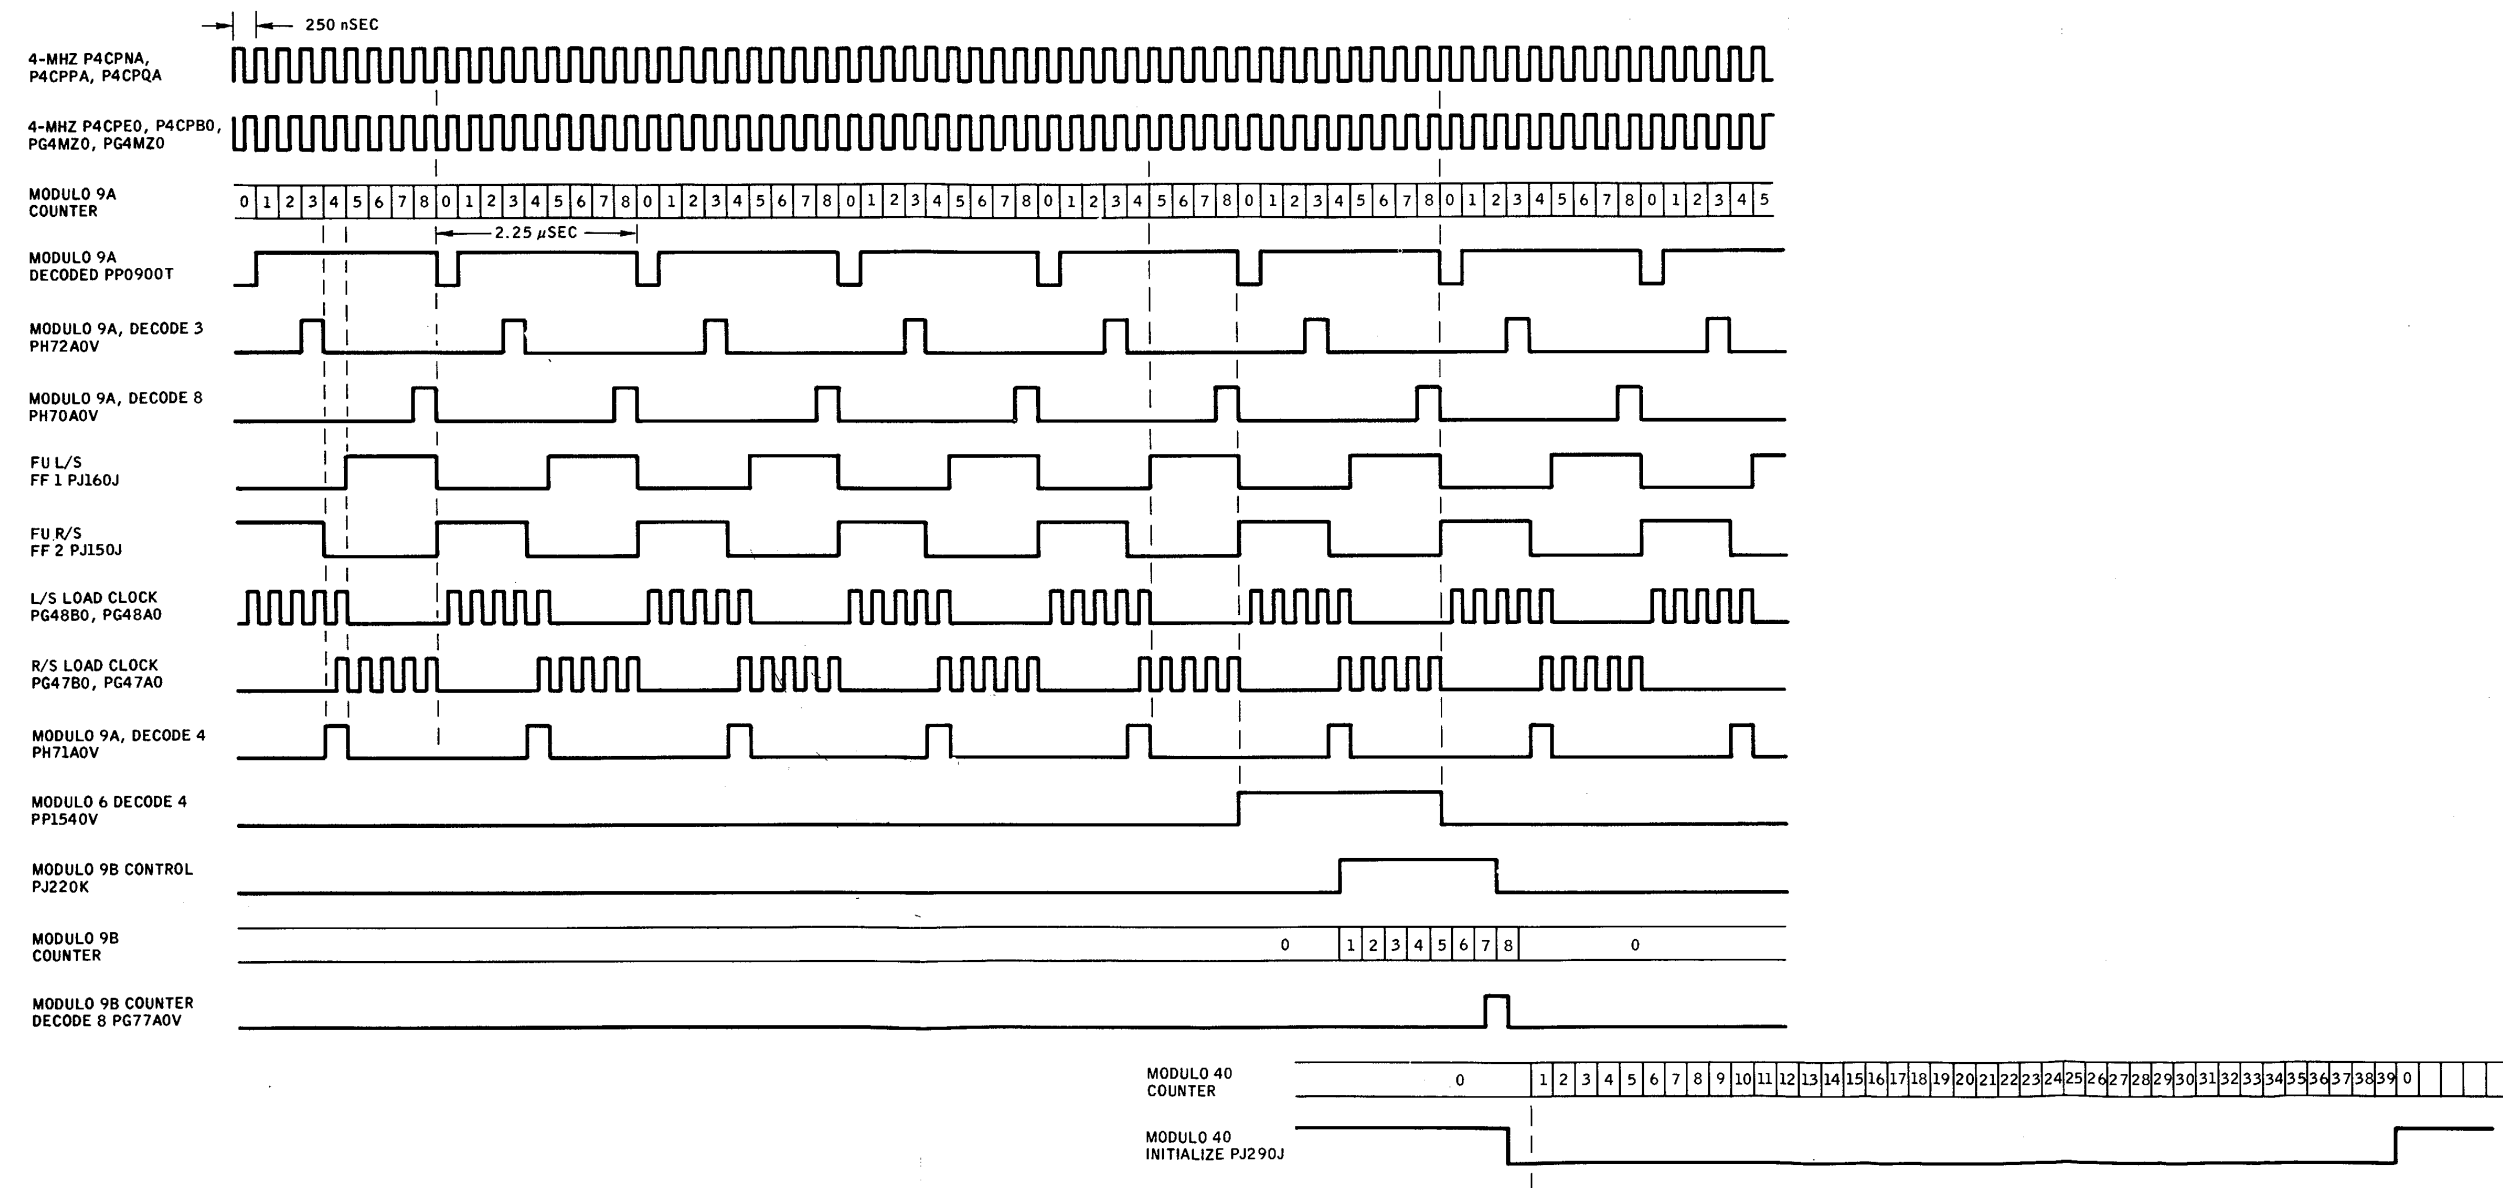 250 nSEC
4-MHZ P4CPNA,
P4CPPA, P4CPQA
4-MHZ P4CPE0, P4CPB0,
PG4MZ0, PG4MZ0
MODULO 9A
COUNTER
0 1 2 3 4 5 6 7 8 0 1 2 3 4 5 6 7 8 0 1 2 3 4 5 6 7 8 0 1 2 3 4 5 6 7 8 0 1 2 3 4 5 6 7 8 0 1 2 3 4 5 6 7 8 0 1 2 3 4 5 6 7 8 0 1 2 3 4 5
2.25 μSEC
MODULO 9A
DECODED PP0900T
MODULO 9A, DECODE 3
PH72A0V
MODULO 9A, DECODE 8
PH70A0V
FU L/S
FF 1 PJ160J
FU R/S
FF 2 PJ150J
L/S LOAD CLOCK
PG48B0, PG48A0
R/S LOAD CLOCK
PG47B0, PG47A0
MODULO 9A, DECODE 4
PH71A0V
MODULO 6 DECODE 4
PP1540V
MODULO 9B CONTROL
PJ220K
MODULO 9B
COUNTER
0 1 2 3 4 5 6 7 8 0
MODULO 9B COUNTER
DECODE 8 PG77A0V
MODULO 40
COUNTER
0 1 2 3 4 5 6 7 8 9 10 11 12 13 14 15 16 17 18 19 20 21 22 23 24 25 26 27 28 29 30 31 32 33 34 35 36 37 38 39 0
MODULO 40
INITIALIZE PJ290J